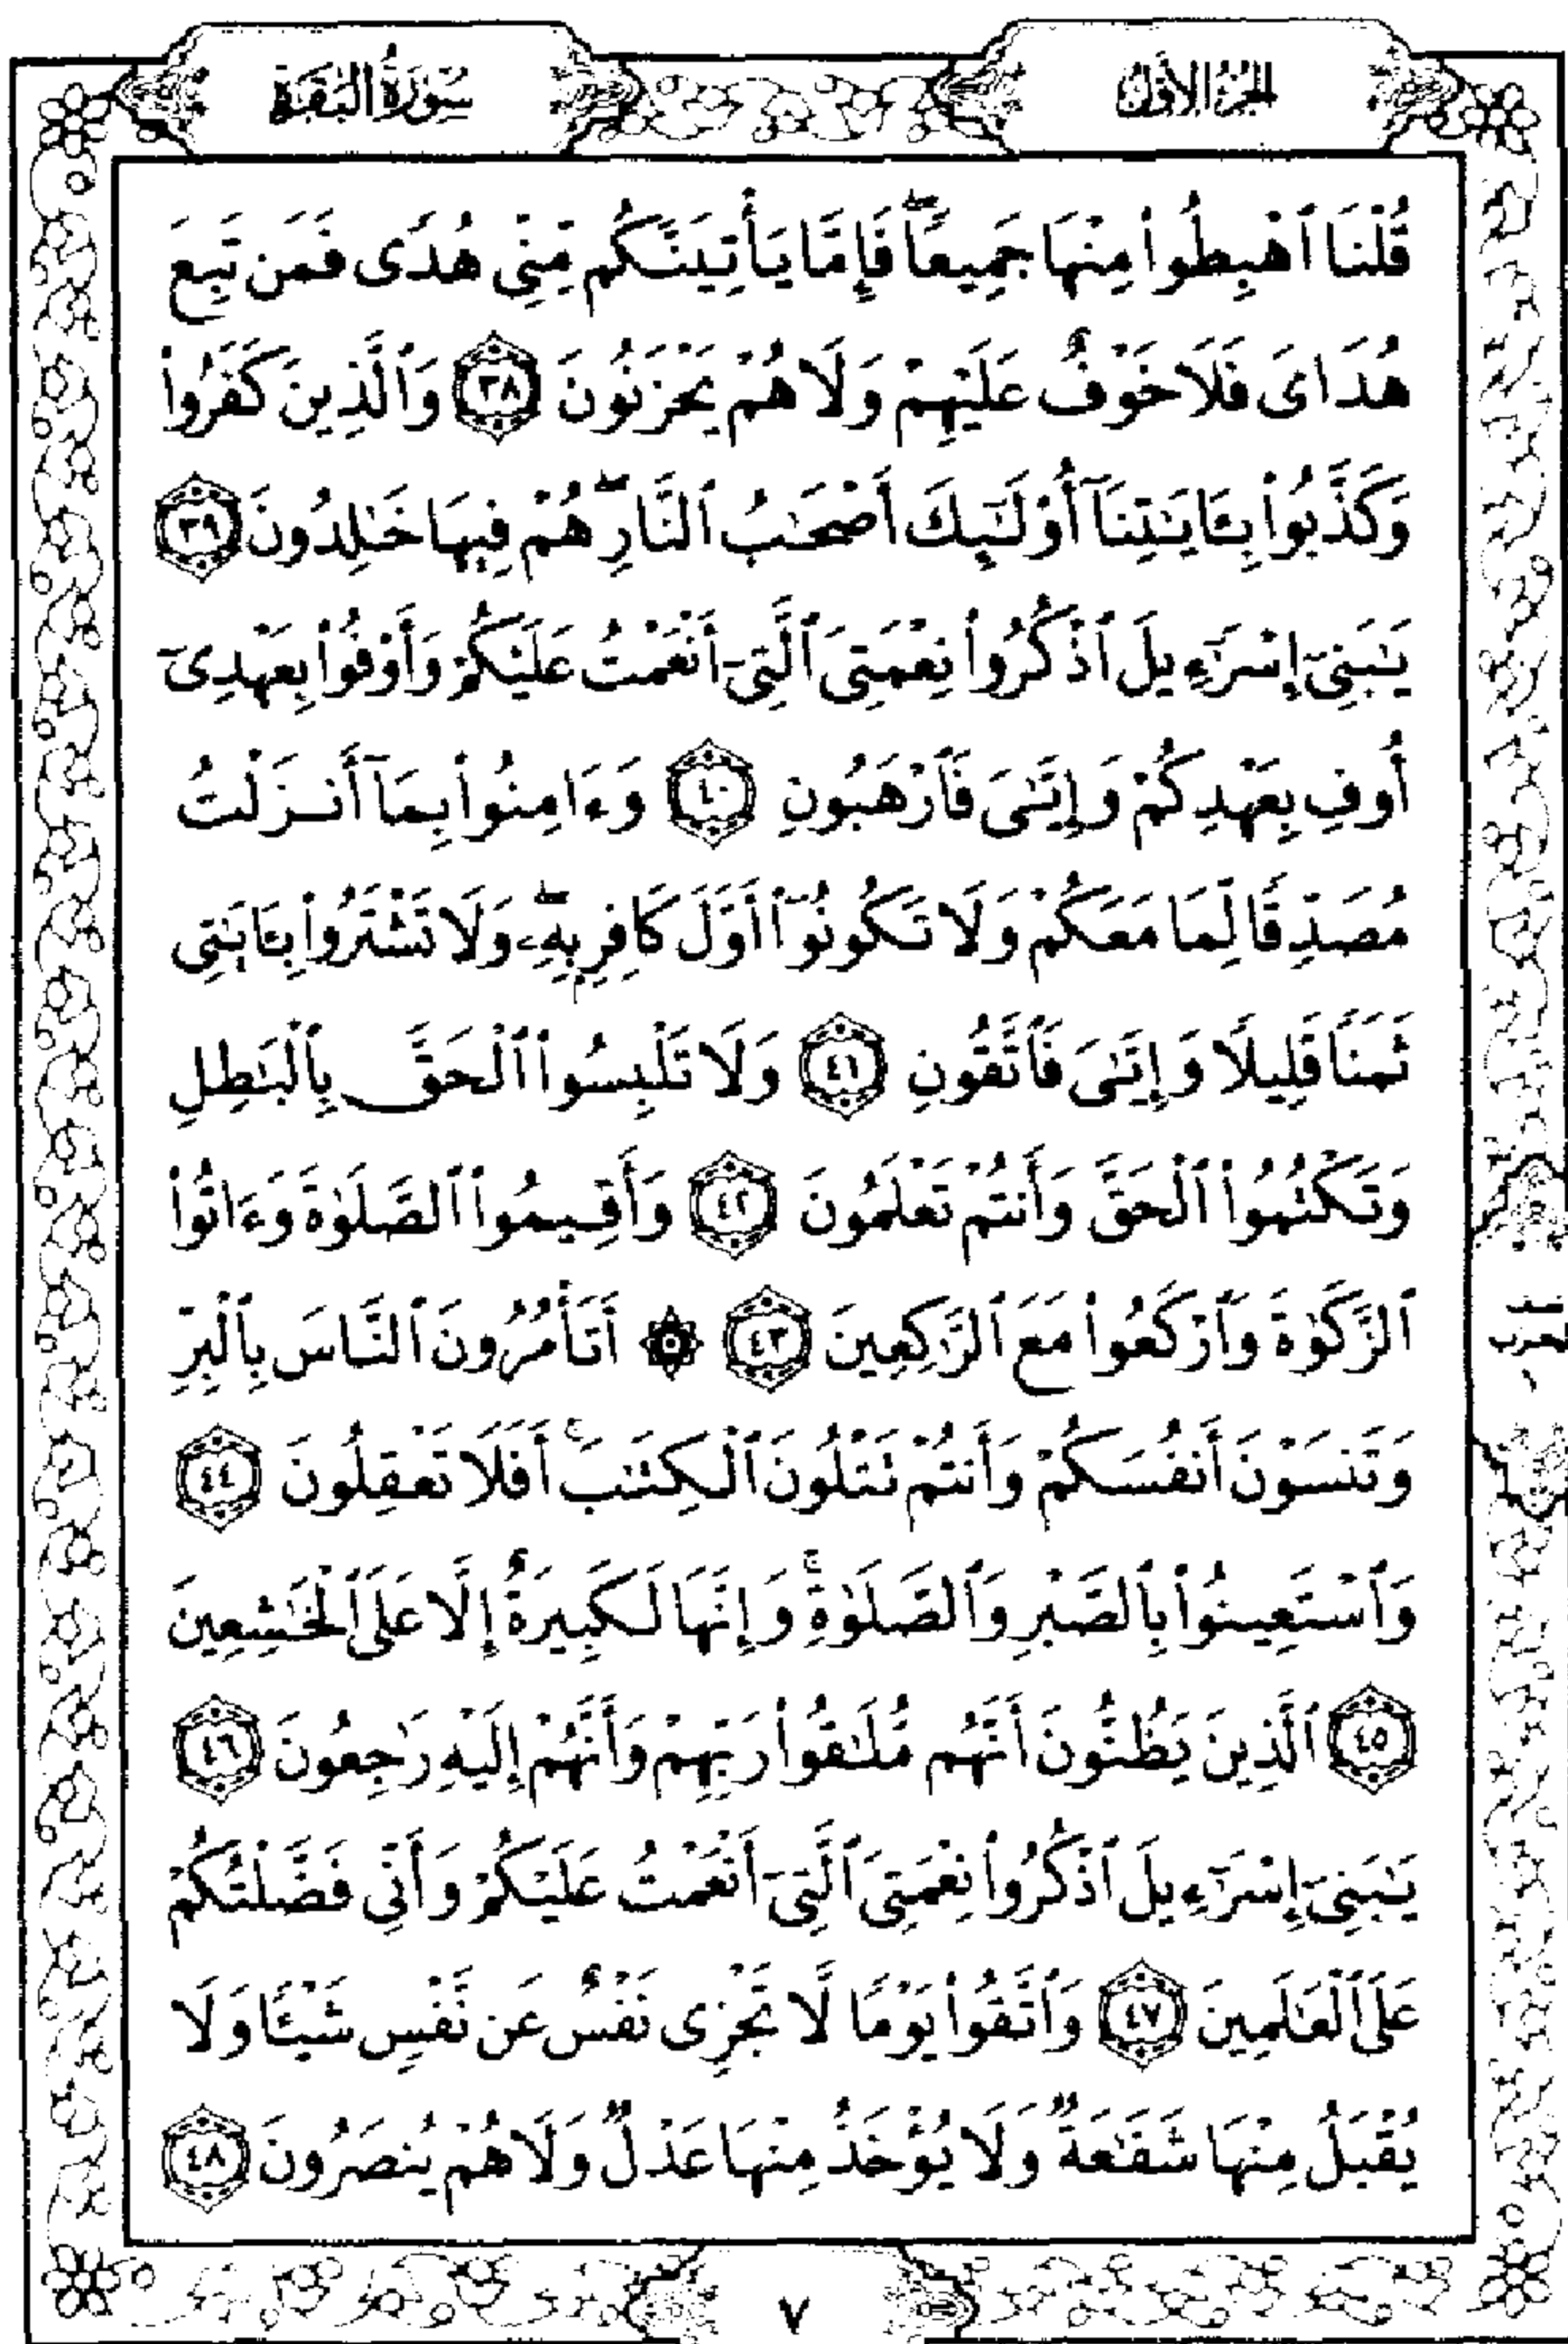 الجزء الأول
سورة البقرة
قُلْنَا ٱهْبِطُوا۟ مِنْهَا جَمِيعًا ۖ فَإِمَّا يَأْتِيَنَّكُم مِّنِّى هُدًى فَمَن تَبِعَ
هُدَاىَ فَلَا خَوْفٌ عَلَيْهِمْ وَلَا هُمْ يَحْزَنُونَ ٣٨ وَٱلَّذِينَ كَفَرُوا۟
وَكَذَّبُوا۟ بِـَٔايَـٰتِنَآ أُو۟لَـٰٓئِكَ أَصْحَـٰبُ ٱلنَّارِ ۖ هُمْ فِيهَا خَـٰلِدُونَ ٣٩
يَـٰبَنِىٓ إِسْرَٰٓءِيلَ ٱذْكُرُوا۟ نِعْمَتِىَ ٱلَّتِىٓ أَنْعَمْتُ عَلَيْكُمْ وَأَوْفُوا۟ بِعَهْدِىٓ
أُوفِ بِعَهْدِكُمْ وَإِيَّـٰىَ فَٱرْهَبُونِ ٤٠ وَءَامِنُوا۟ بِمَآ أَنزَلْتُ
مُصَدِّقًا لِّمَا مَعَكُمْ وَلَا تَكُونُوٓا۟ أَوَّلَ كَافِرٍۭ بِهِۦ ۖ وَلَا تَشْتَرُوا۟ بِـَٔايَـٰتِى
ثَمَنًا قَلِيلًا وَإِيَّـٰىَ فَٱتَّقُونِ ٤١ وَلَا تَلْبِسُوا۟ ٱلْحَقَّ بِٱلْبَـٰطِلِ
وَتَكْتُمُوا۟ ٱلْحَقَّ وَأَنتُمْ تَعْلَمُونَ ٤٢ وَأَقِيمُوا۟ ٱلصَّلَوٰةَ وَءَاتُوا۟
ٱلزَّكَوٰةَ وَٱرْكَعُوا۟ مَعَ ٱلرَّٰكِعِينَ ٤٣ ۞ أَتَأْمُرُونَ ٱلنَّاسَ بِٱلْبِرِّ
وَتَنسَوْنَ أَنفُسَكُمْ وَأَنتُمْ تَتْلُونَ ٱلْكِتَـٰبَ ۚ أَفَلَا تَعْقِلُونَ ٤٤
وَٱسْتَعِينُوا۟ بِٱلصَّبْرِ وَٱلصَّلَوٰةِ ۚ وَإِنَّهَا لَكَبِيرَةٌ إِلَّا عَلَى ٱلْخَـٰشِعِينَ
٤٥ ٱلَّذِينَ يَظُنُّونَ أَنَّهُم مُّلَـٰقُوا۟ رَبِّهِمْ وَأَنَّهُمْ إِلَيْهِ رَٰجِعُونَ ٤٦
يَـٰبَنِىٓ إِسْرَٰٓءِيلَ ٱذْكُرُوا۟ نِعْمَتِىَ ٱلَّتِىٓ أَنْعَمْتُ عَلَيْكُمْ وَأَنِّى فَضَّلْتُكُمْ
عَلَى ٱلْعَـٰلَمِينَ ٤٧ وَٱتَّقُوا۟ يَوْمًا لَّا تَجْزِى نَفْسٌ عَن نَّفْسٍ شَيْـًٔا وَلَا
يُقْبَلُ مِنْهَا شَفَـٰعَةٌ وَلَا يُؤْخَذُ مِنْهَا عَدْلٌ وَلَا هُمْ يُنصَرُونَ ٤٨
٧